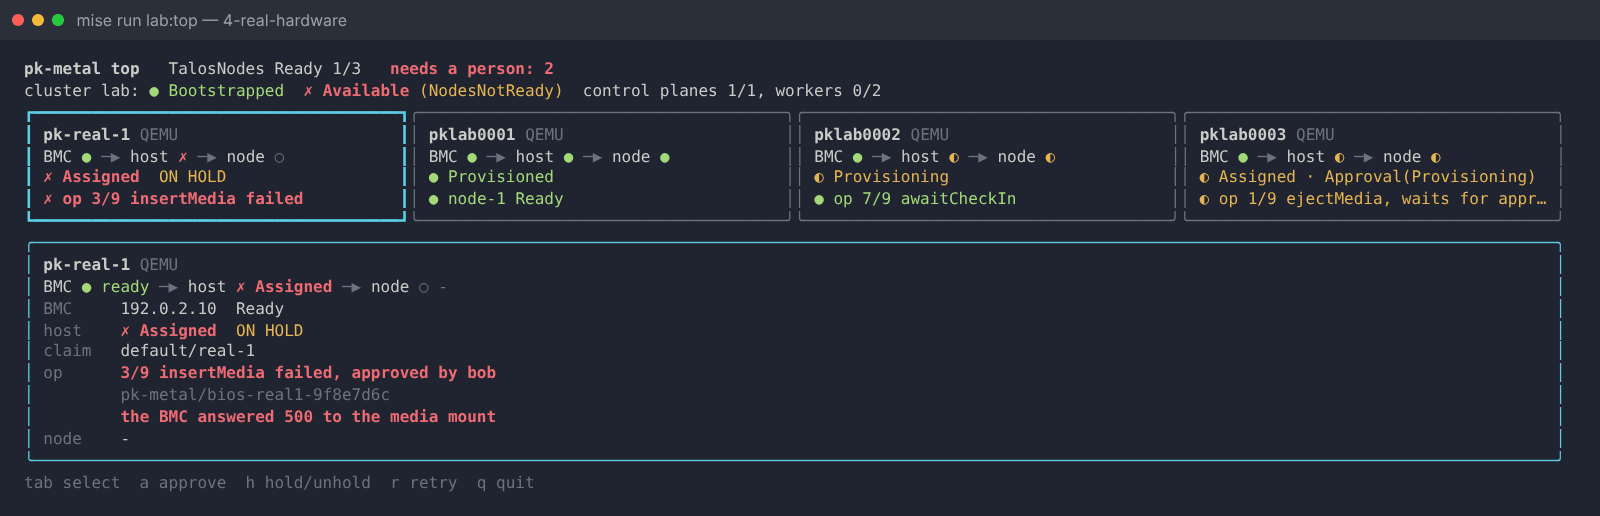 mise run lab:top — 4-real-hardware
pk-metal top TalosNodes Ready 1/3 needs a person: 2
cluster lab: ● Bootstrapped ✗ Available (NodesNotReady) control planes 1/1, workers 0/2
pk-real-1 QEMU
BMC ● ─▶ host ✗ ─▶ node ○
✗ Assigned ON HOLD
✗ op 3/9 insertMedia failed
pklab0001 QEMU
BMC ● ─▶ host ● ─▶ node ●
● Provisioned
● node-1 Ready
pklab0002 QEMU
BMC ● ─▶ host ◐ ─▶ node ◐
◐ Provisioning
● op 7/9 awaitCheckIn
pklab0003 QEMU
BMC ● ─▶ host ◐ ─▶ node ◐
◐ Assigned · Approval(Provisioning)
◐ op 1/9 ejectMedia, waits for appr…
pk-real-1 QEMU
BMC ● ready ─▶ host ✗ Assigned ─▶ node ○ -
BMC 192.0.2.10 Ready
host ✗ Assigned ON HOLD
claim default/real-1
op 3/9 insertMedia failed, approved by bob
pk-metal/bios-real1-9f8e7d6c
the BMC answered 500 to the media mount
node -
tab select a approve h hold/unhold r retry q quit